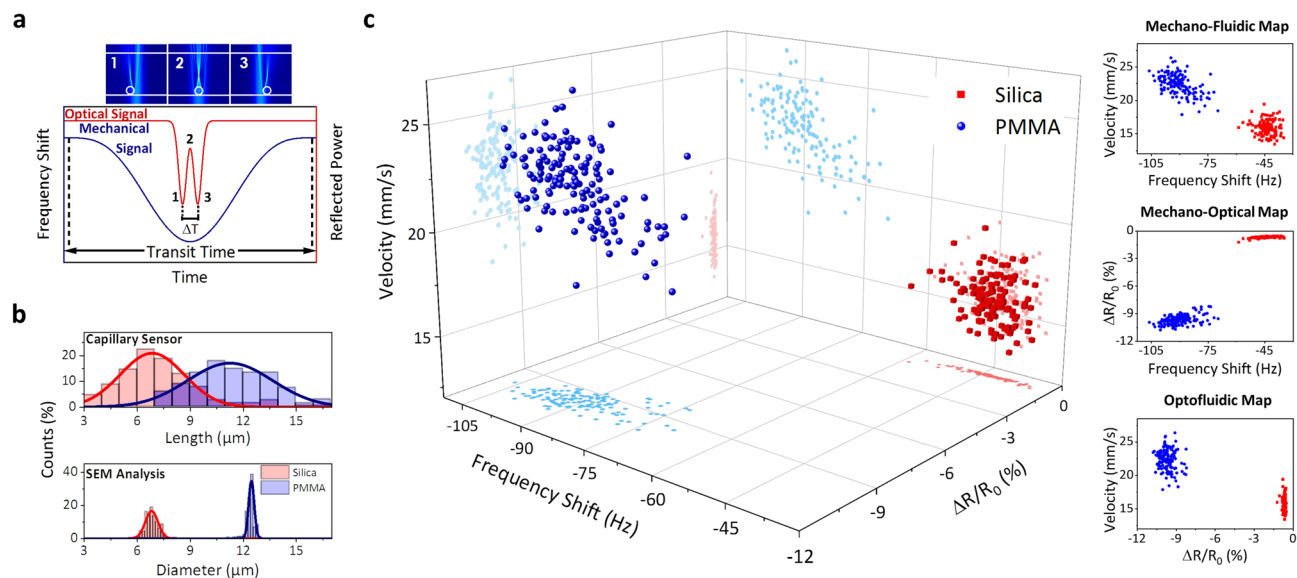 a
1
2
3
Optical Signal
Mechanical
Signal
2
1
3
ΔT
Transit Time
Time
Frequency Shift
Reflected Power
b
Capillary Sensor
20
10
0
3
6
9
12
15
Length (µm)
Counts (%)
SEM Analysis
Silica
PMMA
40
20
0
3
6
9
12
15
Diameter (µm)
c
Silica
PMMA
25
20
15
Velocity (mm/s)
-105
-90
-75
-60
-45
Frequency Shift (Hz)
0
-3
-6
-9
-12
ΔR/R0 (%)
Mechano-Fluidic Map
25
20
15
Velocity (mm/s)
-105
-75
-45
Frequency Shift (Hz)
Mechano-Optical Map
0
-3
-6
-9
-12
ΔR/R0 (%)
-105
-75
-45
Frequency Shift (Hz)
Optofluidic Map
25
20
15
Velocity (mm/s)
-12
-9
-6
-3
0
ΔR/R0 (%)